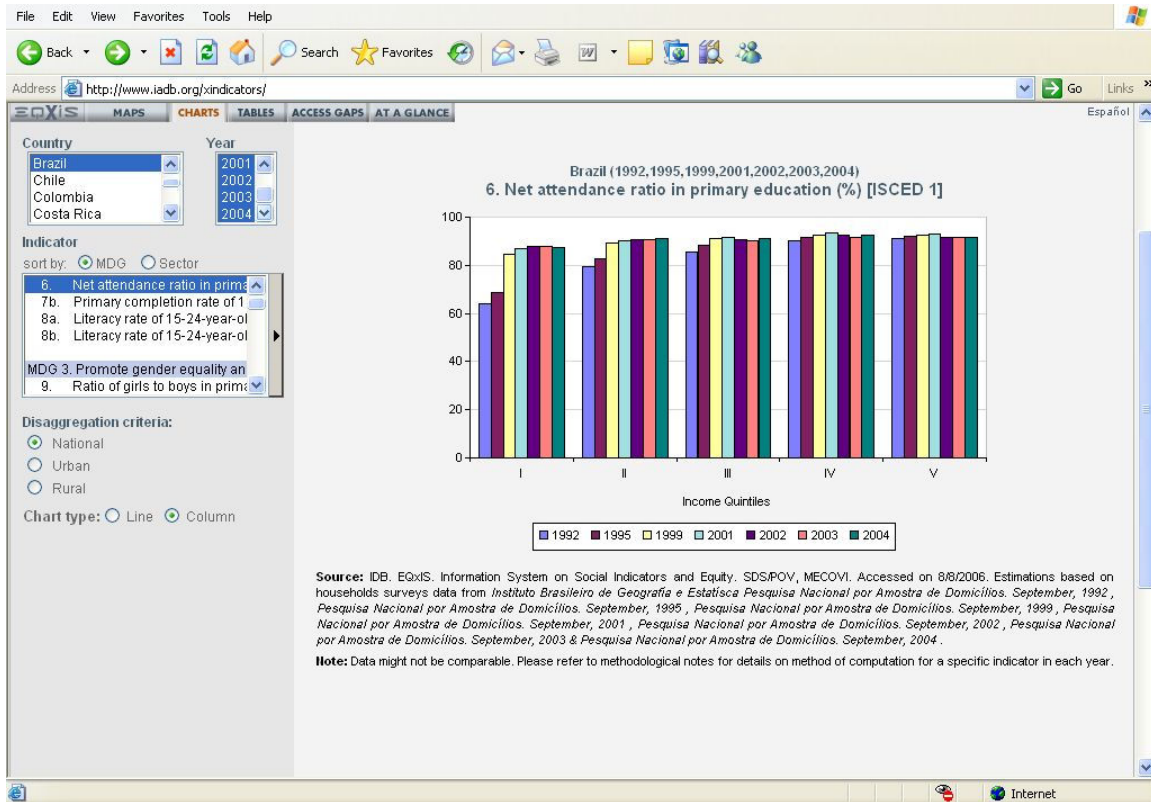 File Edit View Favorites Tools Help
Back Search Favorites
Address http://www.iadb.org/xindicators/ Go Links »
EQXiS MAPS CHARTS TABLES ACCESS GAPS AT A GLANCE Español
Country Year
Brazil 2001
Chile 2002
Colombia 2003
Costa Rica 2004
Indicator
sort by: MDG Sector
6. Net attendance ratio in prima
7b. Primary completion rate of 1
8a. Literacy rate of 15-24-year-ol
8b. Literacy rate of 15-24-year-ol
MDG 3. Promote gender equality an
9. Ratio of girls to boys in prima
Disaggregation criteria:
National
Urban
Rural
Chart type: Line Column
Brazil (1992,1995,1999,2001,2002,2003,2004)
6. Net attendance ratio in primary education (%) [ISCED 1]
100
80
60
40
20
0
I II III IV V
Income Quintiles
1992 1995 1999 2001 2002 2003 2004
Source: IDB. EQxIS. Information System on Social Indicators and Equity. SDS/POV, MECOVI. Accessed on 8/8/2006. Estimations based on
households surveys data from Instituto Brasileiro de Geografia e Estatísca Pesquisa Nacional por Amostra de Domicílios. September, 1992 ,
Pesquisa Nacional por Amostra de Domicílios. September, 1995 , Pesquisa Nacional por Amostra de Domicílios. September, 1999 , Pesquisa
Nacional por Amostra de Domicílios. September, 2001 , Pesquisa Nacional por Amostra de Domicílios. September, 2002 , Pesquisa Nacional
por Amostra de Domicílios. September, 2003 & Pesquisa Nacional por Amostra de Domicílios. September, 2004 .
Note: Data might not be comparable. Please refer to methodological notes for details on method of computation for a specific indicator in each year.
Internet